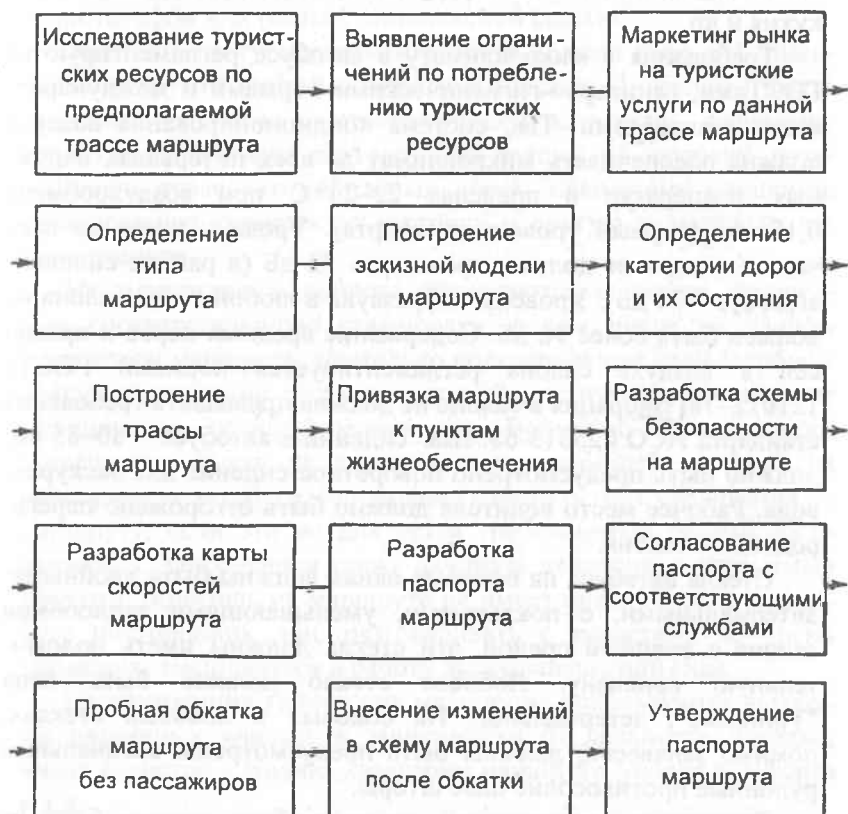 Исследование турист-
ских ресурсов по
предполагаемой
трассе маршрута
Выявление ограни-
чений по потребле-
нию туристских
ресурсов
Маркетинг рынка
на туристские
услуги по данной
трассе маршрута
Определение
типа
маршрута
Построение
эскизной модели
маршрута
Определение
категории дорог
и их состояния
Построение
трассы
маршрута
Привязка маршрута
к пунктам
жизнеобеспечения
Разработка схемы
безопасности
на маршруте
Разработка карты
скоростей
маршрута
Разработка
паспорта
маршрута
Согласование
паспорта с
соответствующими
службами
Пробная обкатка
маршрута
без пассажиров
Внесение изменений
в схему маршрута
после обкатки
Утверждение
паспорта
маршрута